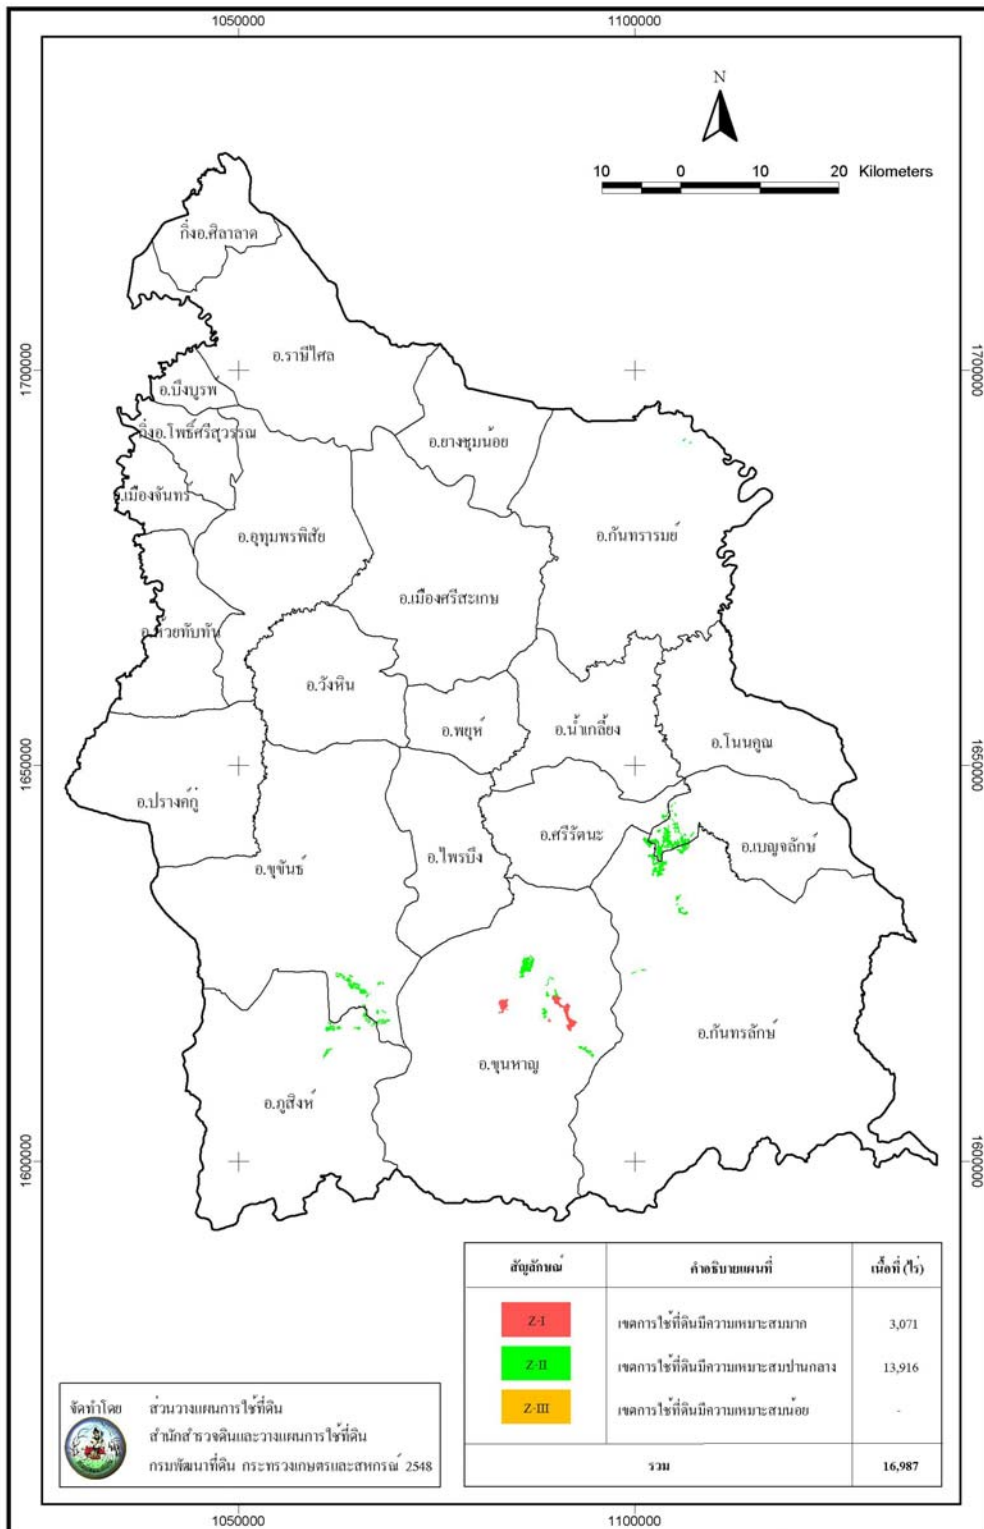 1050000 1100000
N
10 0 10 20 Kilometers
กิ่งอ.ศิลาลาด
อ.ราษีไศล
1700000 1700000
อ.บึงบูรพ์
กิ่งอ.โพธิ์ศรีสุวรรณ
อ.ยางชุมน้อย
อ.เมืองจันทร์
อ.อุทุมพรพิสัย
อ.กันทรารมย์
อ.เมืองศรีสะเกษ
อ.ห้วยทับทัน
อ.วังหิน
อ.พยุห์
อ.น้ำเกลี้ยง
อ.โนนคูณ
1650000 1650000
อ.ปรางค์กู่
อ.ศรีรัตนะ
อ.เบญจลักษ์
อ.ไพรบึง
อ.ขุขันธ์
อ.กันทรลักษ์
อ.ขุนหาญ
อ.ภูสิงห์
1600000 1600000
สัญลักษณ์ คำอธิบายแผนที่ เนื้อที่ (ไร่)
Z-I เขตการใช้ที่ดินมีความเหมาะสมมาก 3,071
Z-II เขตการใช้ที่ดินมีความเหมาะสมปานกลาง 13,916
Z-III เขตการใช้ที่ดินมีความเหมาะสมน้อย -
รวม 16,987
จัดทำโดย ส่วนวางแผนการใช้ที่ดิน
สำนักสำรวจดินและวางแผนการใช้ที่ดิน
กรมพัฒนาที่ดิน กระทรวงเกษตรและสหกรณ์ 2548
1050000 1100000